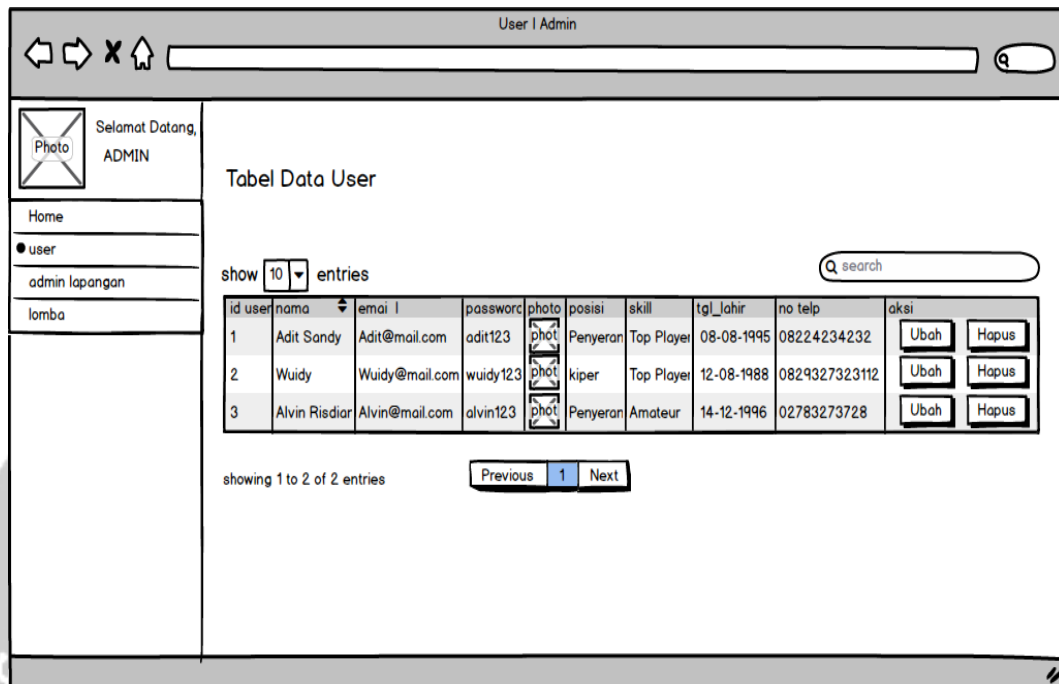 User | Admin
Photo
Selamat Datang,
ADMIN
Home
user
admin lapangan
lomba
Tabel Data User
show 10 entries
search
id user nama emai l password photo posisi skill tgl_lahir no telp aksi
1 Adit Sandy Adit@mail.com adit123 phot Penyeran Top Player 08-08-1995 08224234232 Ubah Hapus
2 Wuidy Wuidy@mail.com wuidy123 phot kiper Top Player 12-08-1988 0829327323112 Ubah Hapus
3 Alvin Risdian Alvin@mail.com alvin123 phot Penyeran Amateur 14-12-1996 02783273728 Ubah Hapus
showing 1 to 2 of 2 entries
Previous 1 Next